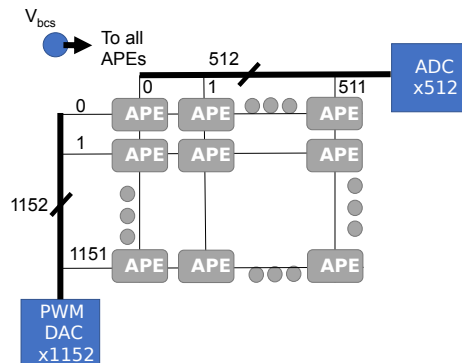 Vbcs
To all
APEs
512
ADC
x512
0
1
511
0
APE
APE
APE
1
APE
APE
APE
1152
1151
APE
APE
APE
PWM
DAC
x1152